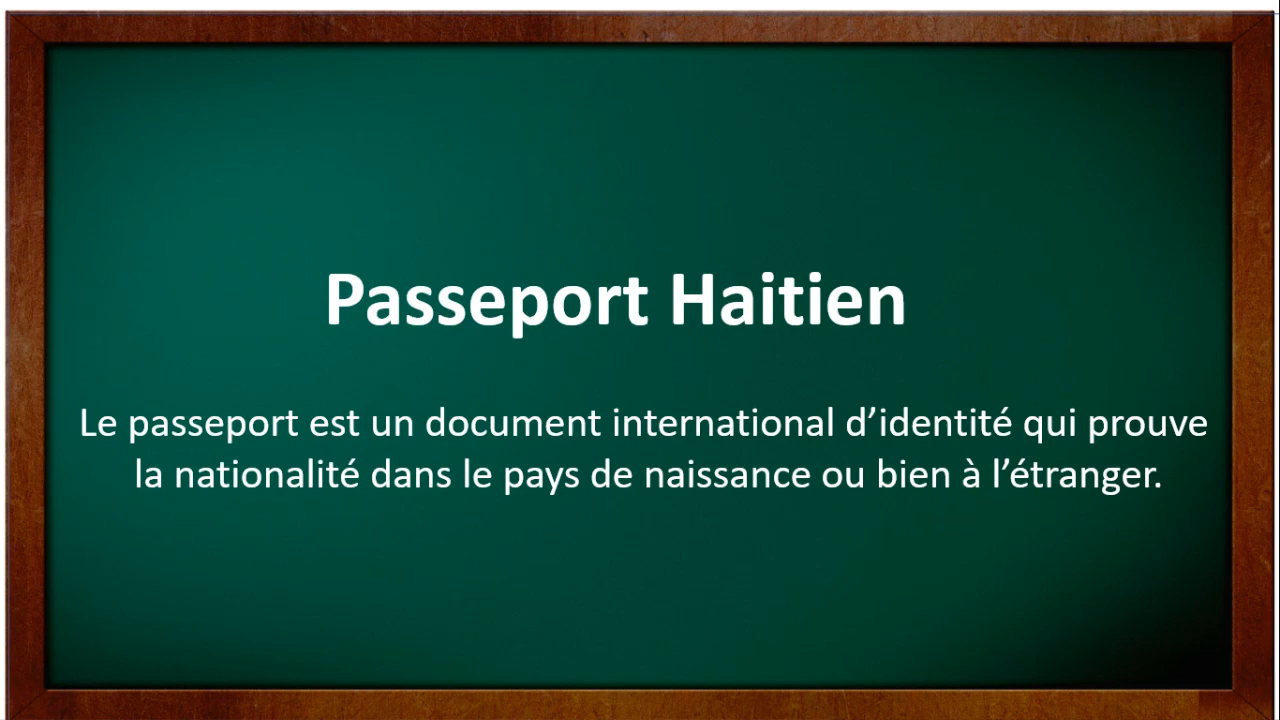 Passeport Haitien
Le passeport est un document international d’identité qui prouve
la nationalité dans le pays de naissance ou bien à l’étranger.